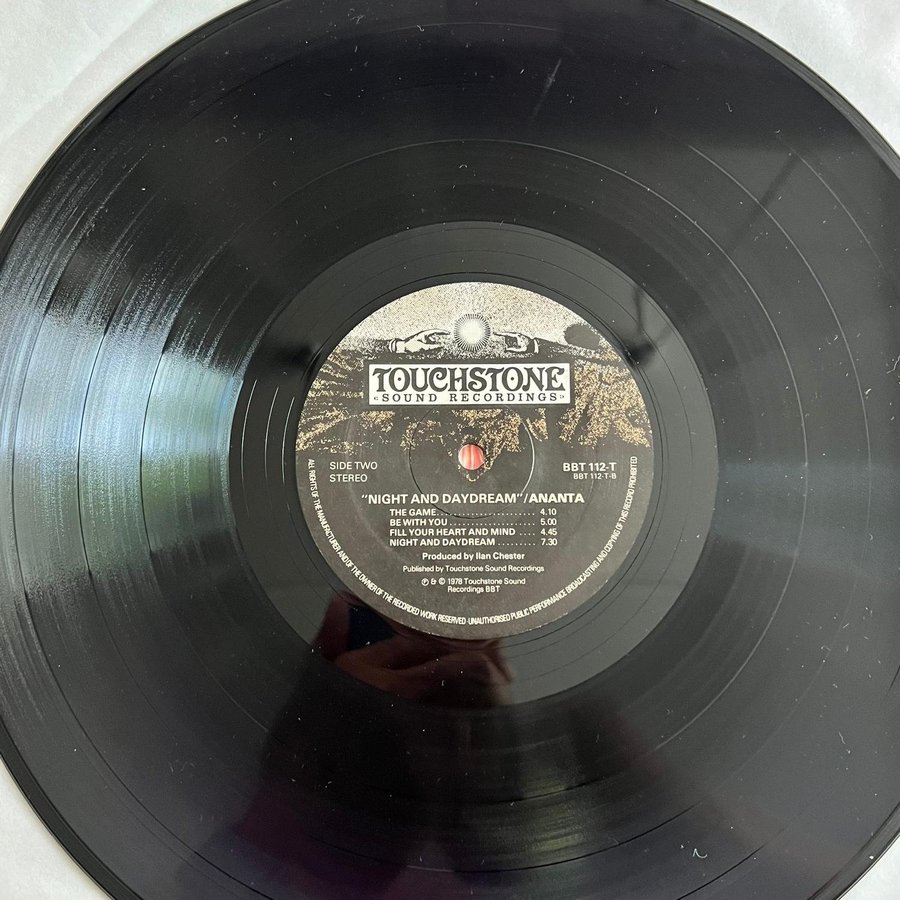 TOUCHSTONE
SOUND RECORDINGS
SIDE TWO
STEREO
BBT 112-T
BBT 112-T-B
"NIGHT AND DAYDREAM"/ANANTA
THE GAME.................... 4.10
BE WITH YOU.................... 5.00
FILL YOUR HEART AND MIND .... 4.45
NIGHT AND DAYDREAM ......... 7.30
Produced by Ilan Chester
Published by Touchstone Sound Recordings
℗ & © 1978 Touchstone Sound
Recordings BBT
ALL RIGHTS OF THE MANUFACTURER AND OF THE OWNER OF THE RECORDED WORK RESERVED·UNAUTHORISED PUBLIC PERFORMANCE BROADCASTING AND COPYING OF THIS RECORD PROHIBITED